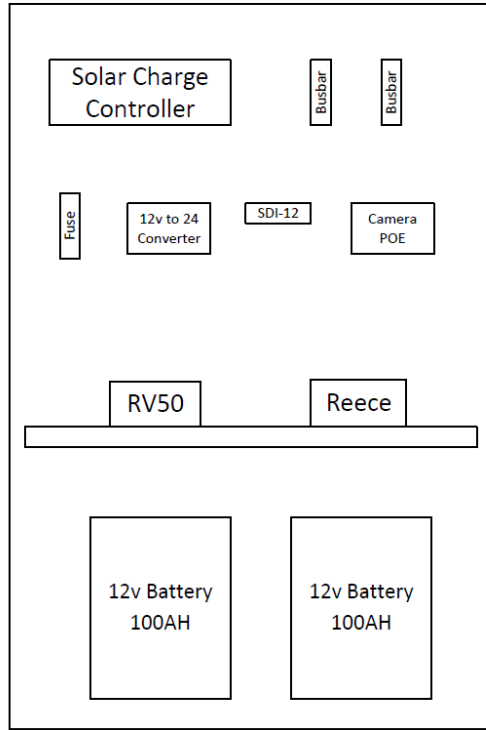 Solar Charge
Controller
Busbar
Busbar
Fuse
12v to 24
Converter
SDI-12
Camera
POE
RV50
Reece
12v Battery
100AH
12v Battery
100AH